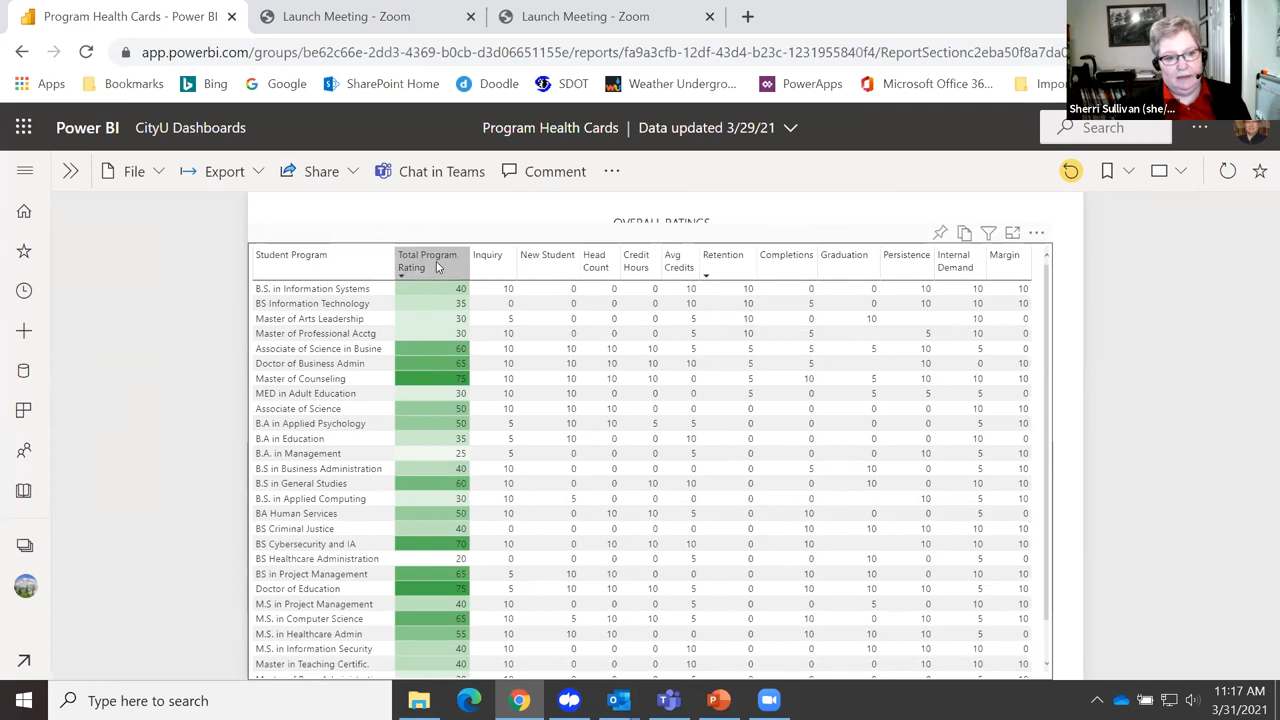 Program Health Cards - Power BI
Launch Meeting - Zoom
Launch Meeting - Zoom
app.powerbi.com/groups/be62c66e-2dd3-4369-b0cb-d3d06651155e/reports/fa9a3cfb-12df-43d4-b23c-1231955840f4/ReportSectionc2eba50f8a7da0
Apps Bookmarks Bing Google SharePoint Login Doodle SDOT Weather Undergro... PowerApps Microsoft Office 36... Impor
Sherri Sullivan (she/...
Power BI CityU Dashboards Program Health Cards Data updated 3/29/21 Search
File Export Share Chat in Teams Comment
OVERALL RATINGS
Student Program Total Program Rating Inquiry New Student Head Count Credit Hours Avg Credits Retention Completions Graduation Persistence Internal Demand Margin
B.S. in Information Systems 40 10 0 0 0 10 10 0 0 10 10 10
BS Information Technology 35 0 0 0 0 10 10 5 0 10 10 10
Master of Arts Leadership 30 5 0 0 0 5 10 0 10 0 10 0
Master of Professional Acctg 30 10 0 0 0 5 10 5 5 10 0
Associate of Science in Busine 60 10 10 10 10 5 5 5 5 10 5 0
Doctor of Business Admin 65 10 10 10 10 10 5 5 10 0 10
Master of Counseling 75 10 10 10 10 0 5 10 5 10 10 10
MED in Adult Education 30 10 10 0 0 0 5 0 5 5 5 0
Associate of Science 50 10 10 10 0 0 0 0 0 10 5 10
B.A in Applied Psychology 50 5 10 10 5 5 0 0 0 10 5 10
B.A in Education 35 5 10 0 0 10 0 0 0 0 10 0
B.A. in Management 25 5 0 0 0 5 0 0 0 10 5 10
B.S in Business Administration 40 10 0 0 0 10 0 5 10 0 5 10
B.S in General Studies 60 10 10 0 10 10 0 0 10 0 10 10
B.S. in Applied Computing 30 10 5 0 0 0 0 0 10 5 10
BA Human Services 50 10 0 10 10 5 0 10 0 10 5 0
BS Criminal Justice 40 0 0 0 0 5 0 10 10 10 5 10
BS Cybersecurity and IA 70 10 0 10 10 10 0 10 10 10 10
BS Healthcare Administration 20 0 0 0 0 5 0 0 10 0 5 10
BS in Project Management 65 5 10 10 0 5 0 10 10 0 5 10
Doctor of Education 75 5 10 10 10 5 0 10 10 0 5 10
M.S in Project Management 40 10 0 0 0 5 0 0 5 0 10 10
M.S. in Computer Science 65 10 5 10 10 5 0 10 0 0 5 10
M.S. in Healthcare Admin 55 10 10 10 0 0 0 0 10 10 5 0
M.S. in Information Security 40 10 0 0 0 0 0 0 0 10 10 10
Master in Teaching Certific. 40 10 0 0 0 10 0 10 10 0 0 10
Type here to search
11:17 AM
3/31/2021